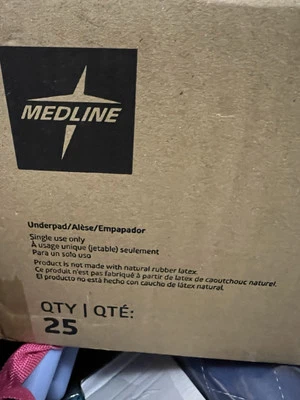 MEDLINE
Underpad/Alèse/Empapador
Single use only
À usage unique (jetable) seulement
Para un solo uso
Product is not made with natural rubber latex.
Ce produit n'est pas fabriqué à partir de latex de caoutchouc naturel.
El producto no está hecho con caucho de látex natural.
QTY | QTÉ:
25